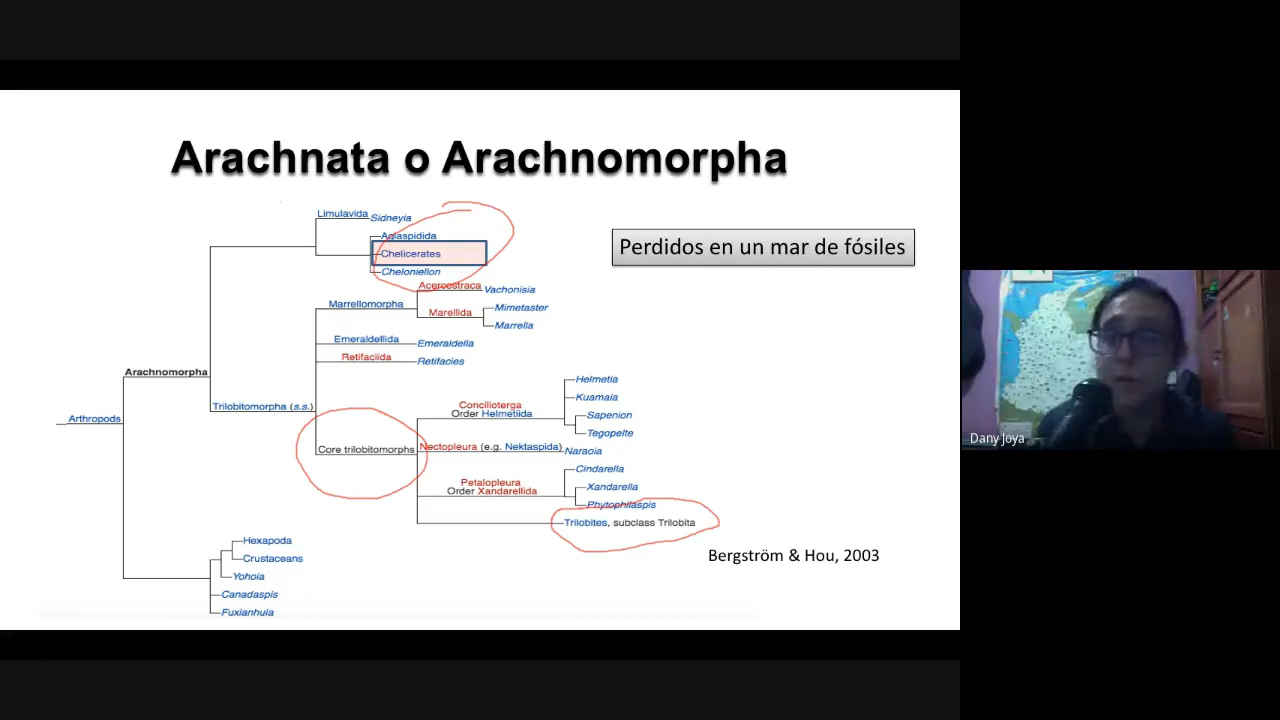 Arachnata o Arachnomorpha
Perdidos en un mar de fósiles
Limulavida
Sidneyia
Aglaspidida
Chelicerates
Cheloniellon
Aceroestraca
Vachonisia
Marrellomorpha
Marellida
Mimetaster
Marrella
Emeraldellida
Emeraldella
Retifaciida
Retifacies
Arachnomorpha
Arthropods
Trilobitomorpha (s.s.)
Core trilobitomorphs
Concilioterga
Order Helmetiida
Helmetia
Kuamaia
Sapenion
Tegopelte
Nectopleura (e.g. Nektaspida)
Naraoia
Petalopleura
Order Xandarellida
Cindarella
Xandarella
Phytophilaspis
Trilobites, subclass Trilobita
Hexapoda
Crustaceans
Yohoia
Canadaspis
Fuxianhuia
Bergström & Hou, 2003
Dany Joya